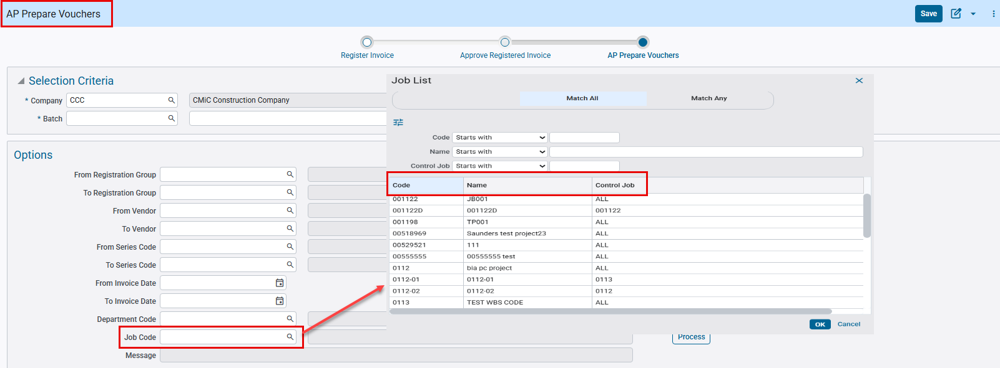 AP Prepare Vouchers
Save
Register Invoice
Approve Registered Invoice
AP Prepare Vouchers
Selection Criteria
* Company CCC CMiC Construction Company
* Batch
Options
From Registration Group
To Registration Group
From Vendor
To Vendor
From Series Code
To Series Code
From Invoice Date
To Invoice Date
Department Code
Job Code
Message
Process
Job List
Match All Match Any
Code Starts with
Name Starts with
Control Job Starts with
Code Name Control Job
001122 JB001 ALL
001122D 001122D 001122
001198 TP001 ALL
00518969 Saunders test project23 ALL
00529521 111 ALL
00555555 00555555 test ALL
0112 bia pc project ALL
0112-01 0112-01 0113
0112-02 0112-02 0112
0113 TEST WBS CODE ALL
OK Cancel